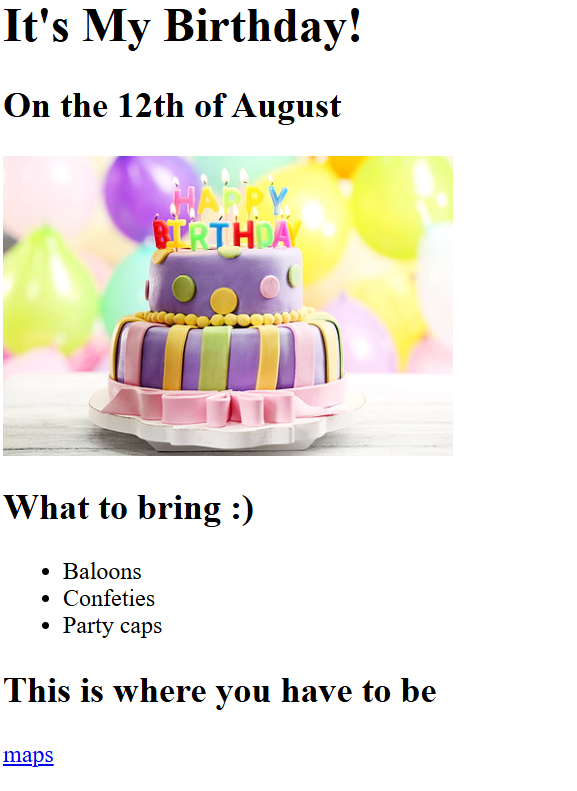 It's My Birthday!
On the 12th of August
HAPPY
BIRTHDAY
What to bring :)
Baloons
Confeties
Party caps
This is where you have to be
maps